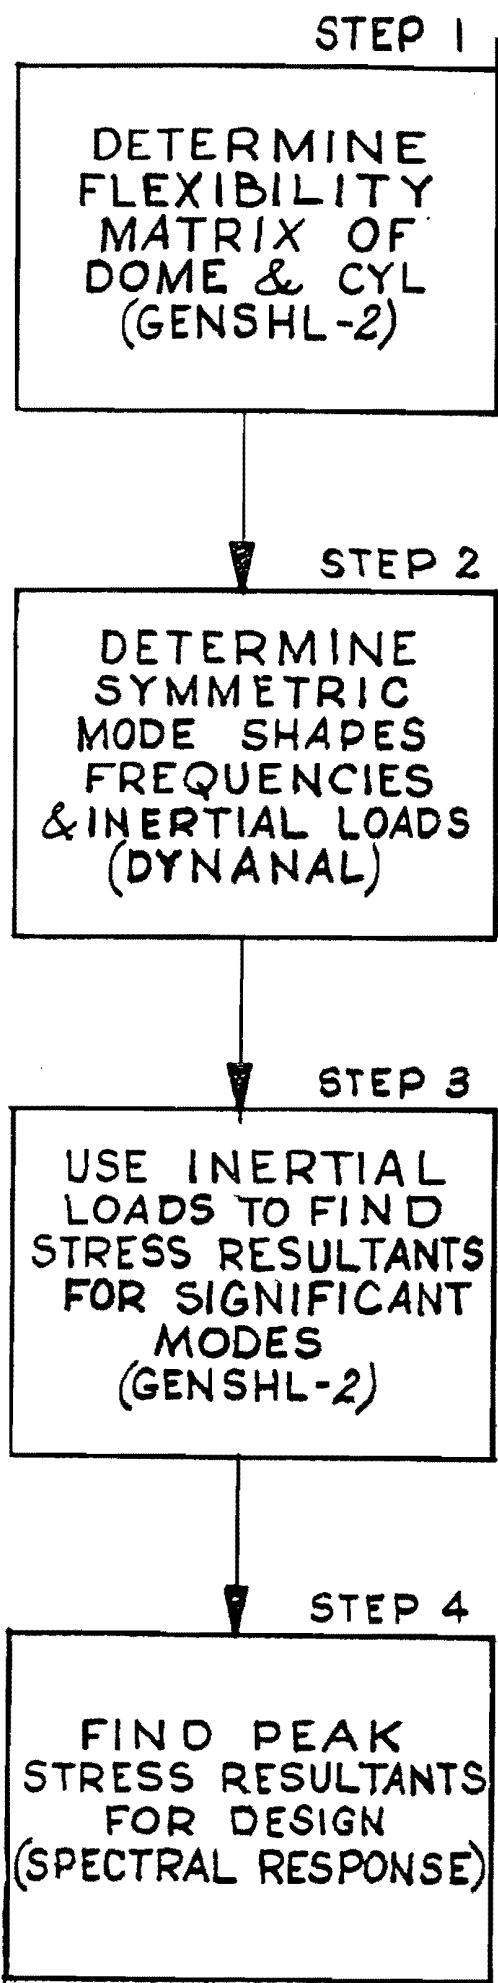 STEP 1
DETERMINE
FLEXIBILITY
MATRIX OF
DOME & CYL
(GENSHL-2)
STEP 2
DETERMINE
SYMMETRIC
MODE SHAPES
FREQUENCIES
& INERTIAL LOADS
(DYNANAL)
STEP 3
USE INERTIAL
LOADS TO FIND
STRESS RESULTANTS
FOR SIGNIFICANT
MODES
(GENSHL-2)
STEP 4
FIND PEAK
STRESS RESULTANTS
FOR DESIGN
(SPECTRAL RESPONSE)